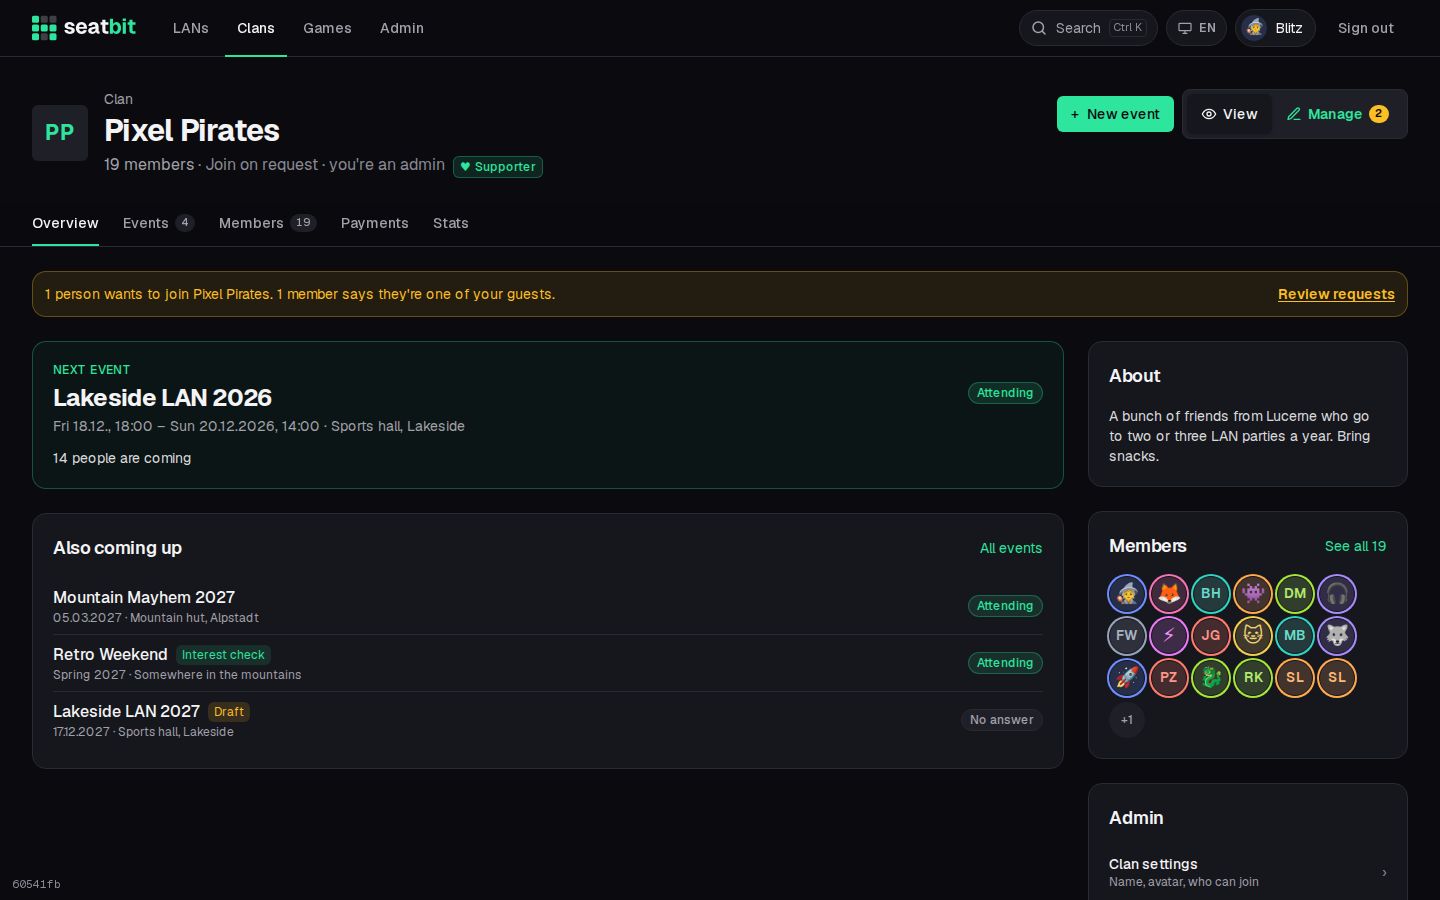 seatbit
LANs
Clans
Games
Admin
Search
Ctrl K
EN
Blitz
Sign out
PP
Clan
Pixel Pirates
19 members · Join on request · you're an admin
♥ Supporter
+ New event
View
Manage
2
Overview
Events 4
Members 19
Payments
Stats
1 person wants to join Pixel Pirates. 1 member says they're one of your guests.
Review requests
NEXT EVENT
Lakeside LAN 2026
Fri 18.12., 18:00 – Sun 20.12.2026, 14:00 · Sports hall, Lakeside
14 people are coming
Attending
Also coming up
All events
Mountain Mayhem 2027
05.03.2027 · Mountain hut, Alpstadt
Attending
Retro Weekend Interest check
Spring 2027 · Somewhere in the mountains
Attending
Lakeside LAN 2027 Draft
17.12.2027 · Sports hall, Lakeside
No answer
About
A bunch of friends from Lucerne who go
to two or three LAN parties a year. Bring
snacks.
Members
See all 19
BH
DM
FW
JG
MB
PZ
RK
SL
SL
+1
Admin
Clan settings
Name, avatar, who can join
60541fb